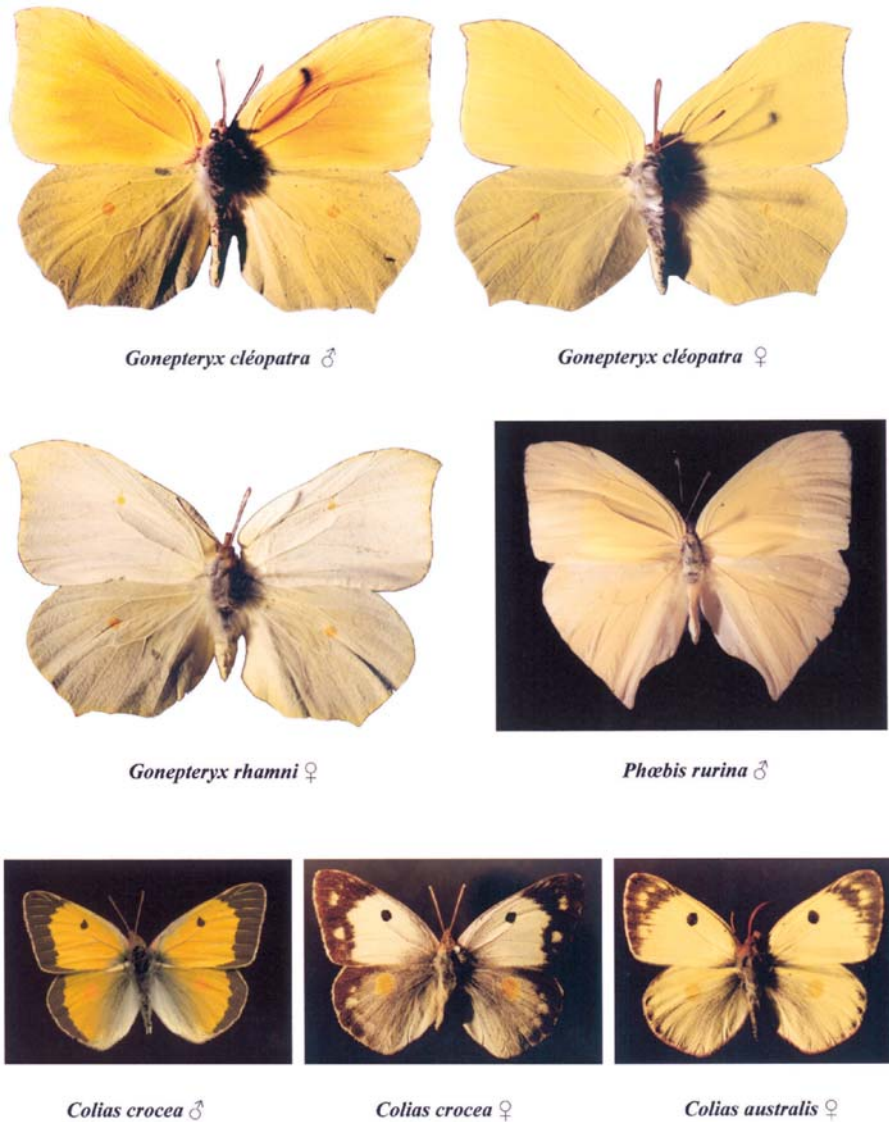 Gonepteryx cléopatra ♂
Gonepteryx cléopatra ♀
Gonepteryx rhamni ♀
Phœbis rurina ♂
Colias crocea ♂
Colias crocea ♀
Colias australis ♀